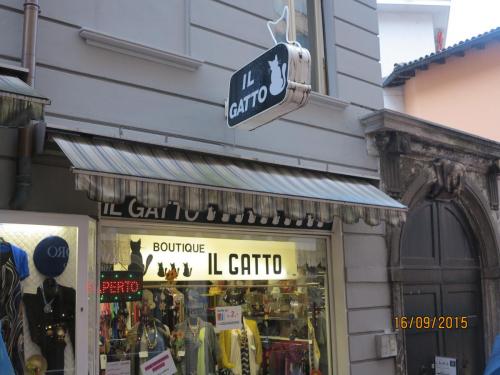 IL
GATTO
IL GATTO
BOUTIQUE IL GATTO
APERTO
16/09/2015